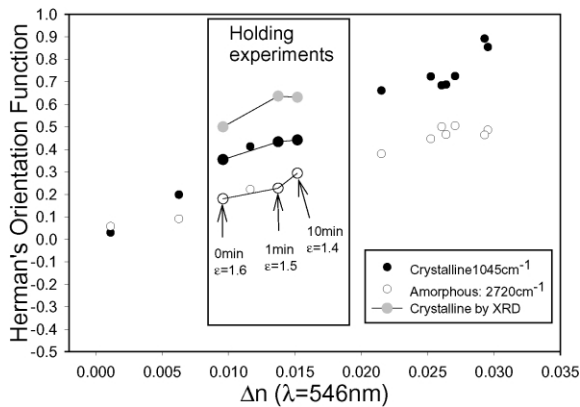 Herman's Orientation Function
1.0
0.9
0.8
0.7
0.6
0.5
0.4
0.3
0.2
0.1
0.0
-0.1
-0.2
-0.3
-0.4
-0.5
Holding
experiments
0min
ε=1.6
1min
ε=1.5
10min
ε=1.4
Crystalline1045cm⁻¹
Amorphous: 2720cm⁻¹
Crystalline by XRD
0.000 0.005 0.010 0.015 0.020 0.025 0.030 0.035
Δn (λ=546nm)